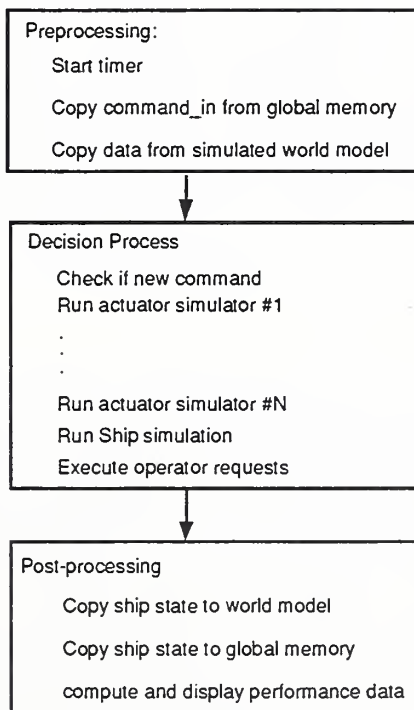 Preprocessing:
Start timer
Copy command_in from global memory
Copy data from simulated world model
Decision Process
Check if new command
Run actuator simulator #1
.
.
.
Run actuator simulator #N
Run Ship simulation
Execute operator requests
Post-processing
Copy ship state to world model
Copy ship state to global memory
compute and display performance data